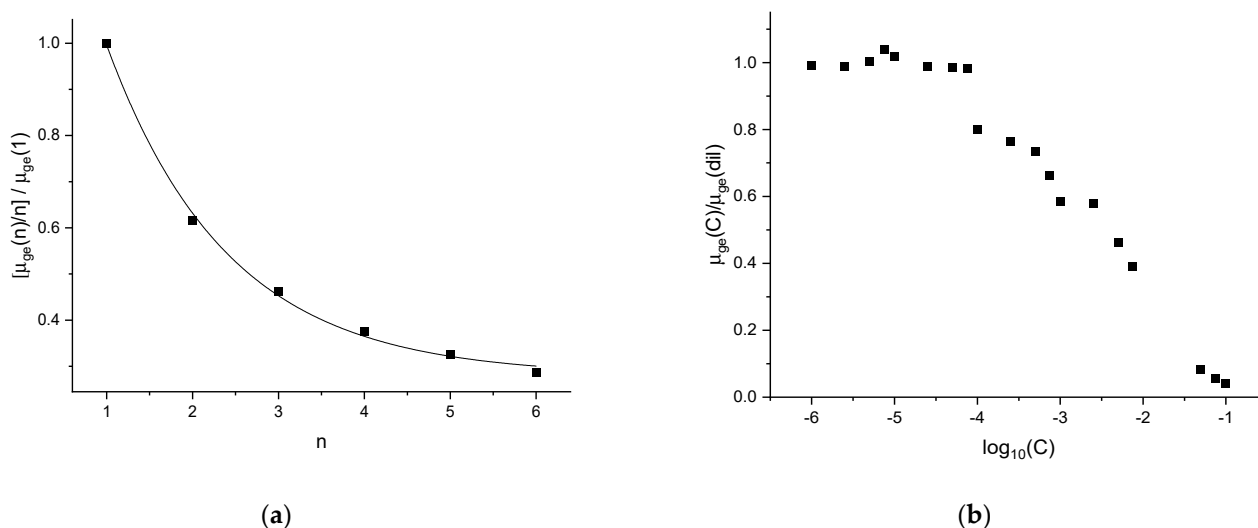 [μge(n)/n] / μge(1)
1.0
0.8
0.6
0.4
1 2 3 4 5 6
n
(a)
μge(C)/μge(dil)
1.0
0.8
0.6
0.4
0.2
0.0
-6 -5 -4 -3 -2 -1
log10(C)
(b)